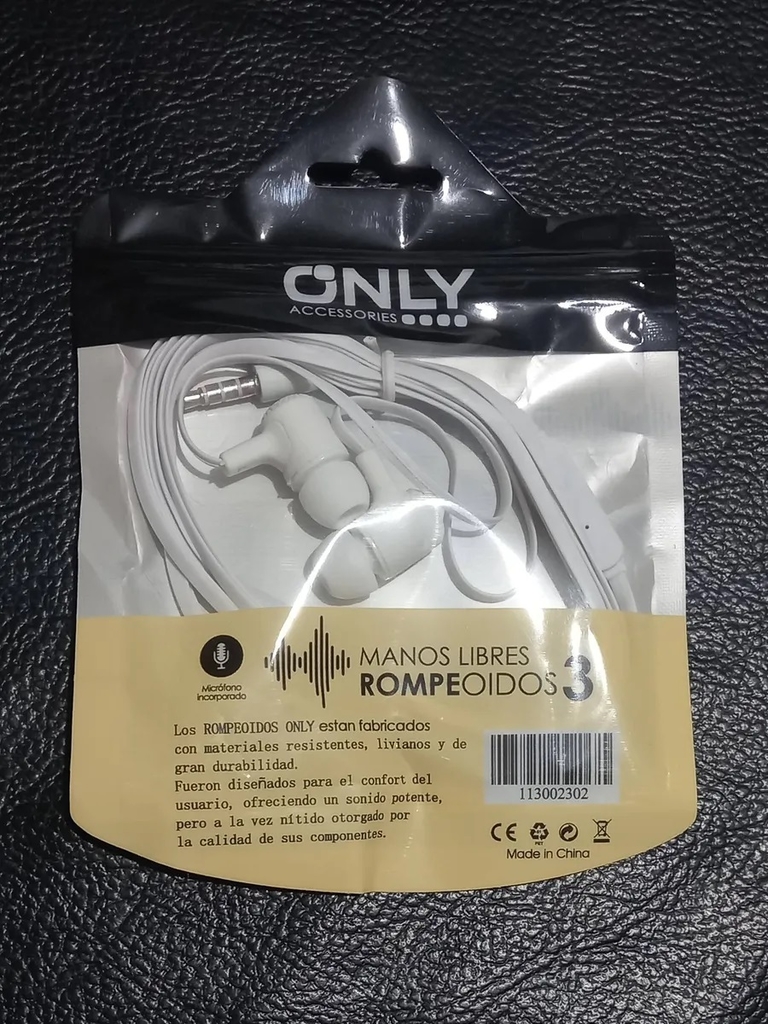 ONLY
ACCESSORIES
MANOS LIBRES
ROMPEOIDOS 3
Micrófono
incorporado
Los ROMPEOIDOS ONLY estan fabricados
con materiales resistentes, livianos y de
gran durabilidad.
Fueron diseñados para el confort del
usuario, ofreciendo un sonido potente,
pero a la vez nítido otorgado por
la calidad de sus componentes.
113002302
CE
PET
Made in China